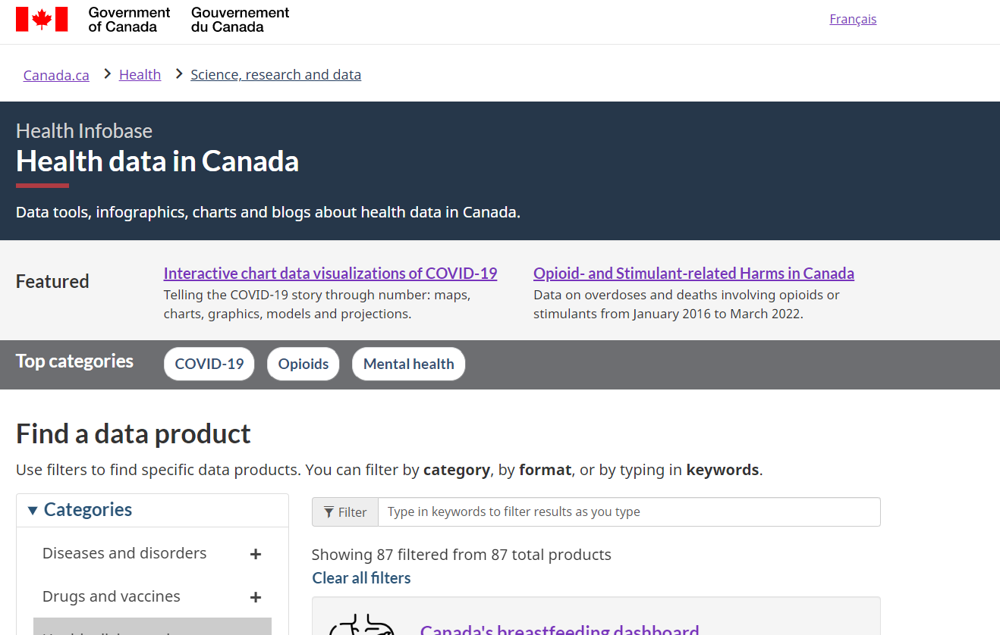 Government of Canada
Gouvernement du Canada
Français
Canada.ca
Health
Science, research and data
Health Infobase
Health data in Canada
Data tools, infographics, charts and blogs about health data in Canada.
Featured
Interactive chart data visualizations of COVID-19
Telling the COVID-19 story through number: maps,
charts, graphics, models and projections.
Opioid- and Stimulant-related Harms in Canada
Data on overdoses and deaths involving opioids or
stimulants from January 2016 to March 2022.
Top categories
COVID-19
Opioids
Mental health
Find a data product
Use filters to find specific data products. You can filter by category, by format, or by typing in keywords.
Categories
Diseases and disorders +
Drugs and vaccines +
Filter
Type in keywords to filter results as you type
Showing 87 filtered from 87 total products
Clear all filters
Canada's breastfeeding dashboard